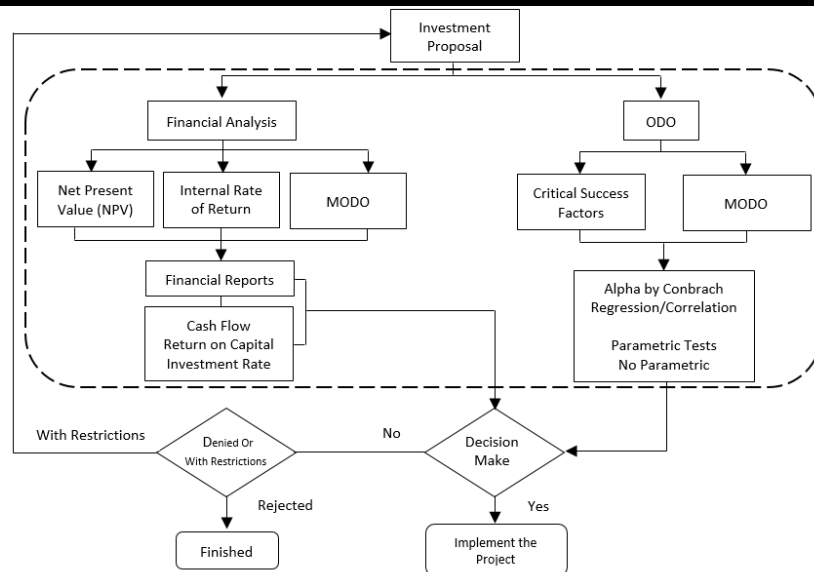 Investment
Proposal
Financial Analysis
ODO
Net Present
Value (NPV)
Internal Rate
of Return
MODO
Critical Success
Factors
MODO
Financial Reports
Cash Flow
Return on Capital
Investment Rate
Alpha by Conbrach
Regression/Correlation
Parametric Tests
No Parametric
With Restrictions
Denied Or
With Restrictions
No
Decision
Make
Rejected
Yes
Finished
Implement the
Project